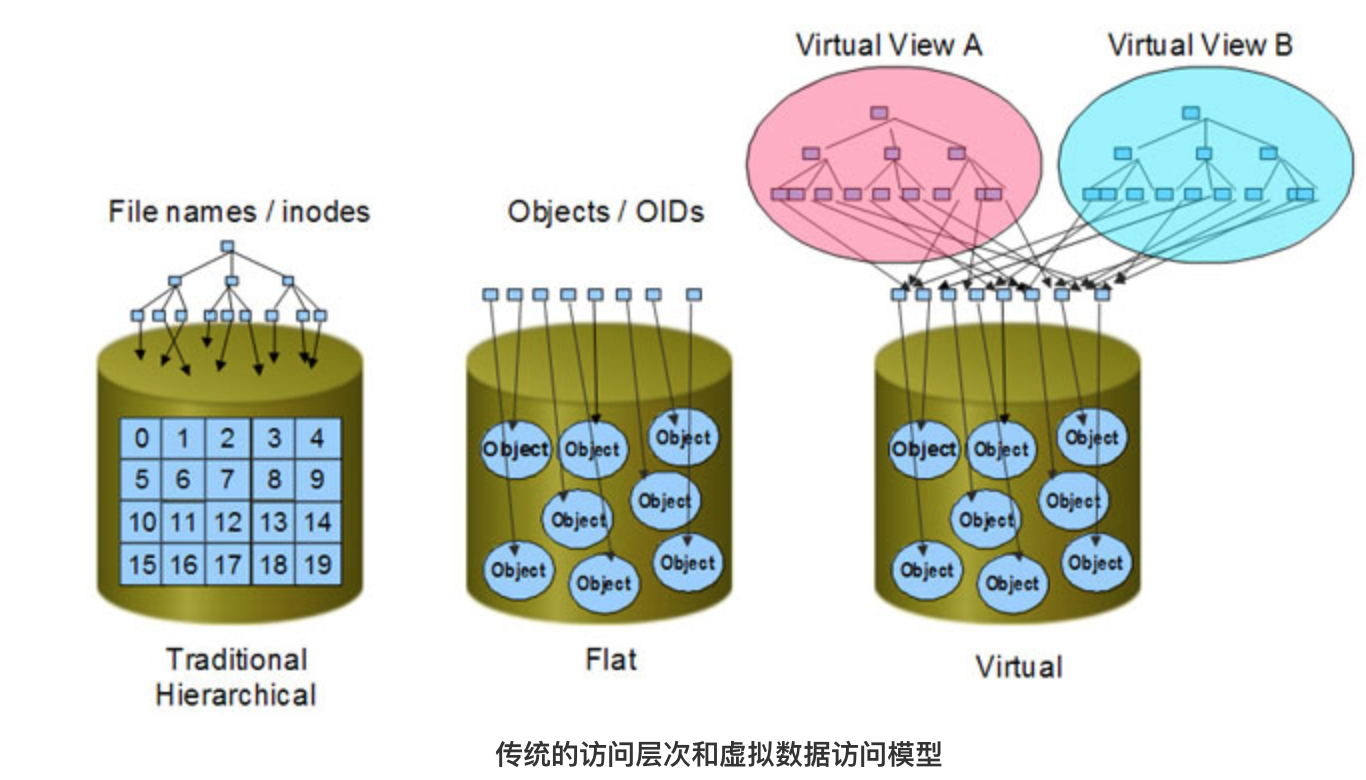 Virtual View A
Virtual View B
File names / inodes
Objects / OIDs
0 1 2 3 4
5 6 7 8 9
10 11 12 13 14
15 16 17 18 19
Object Object Object
Object Object
Object Object Object
Object Object Object
Object Object
Object Object Object
Traditional
Hierarchical
Flat
Virtual
传统的访问层次和虚拟数据访问模型